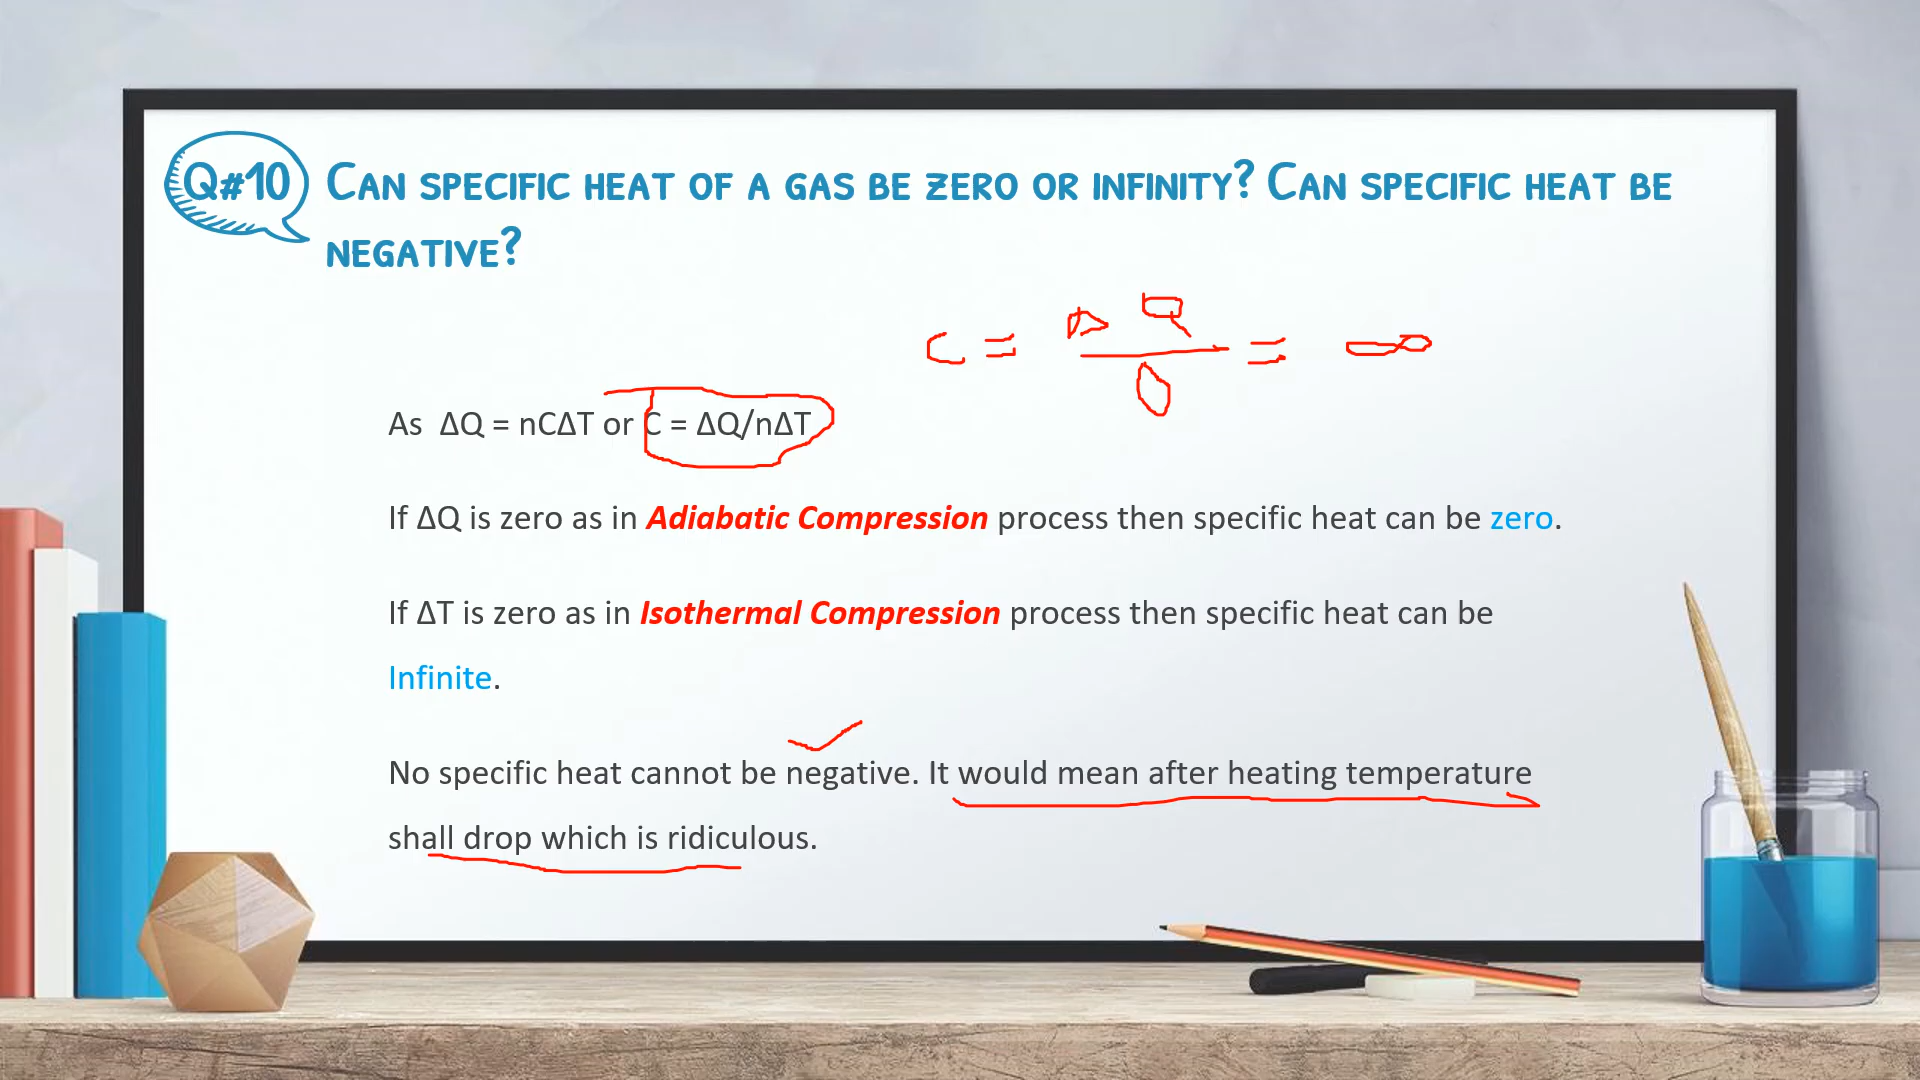 Q#10 CAN SPECIFIC HEAT OF A GAS BE ZERO OR INFINITY? CAN SPECIFIC HEAT BE
NEGATIVE?
C = ΔQ/0 = ∞
As ΔQ = nCΔT or C = ΔQ/nΔT
If ΔQ is zero as in Adiabatic Compression process then specific heat can be zero.
If ΔT is zero as in Isothermal Compression process then specific heat can be
Infinite.
No specific heat cannot be negative. It would mean after heating temperature
shall drop which is ridiculous.